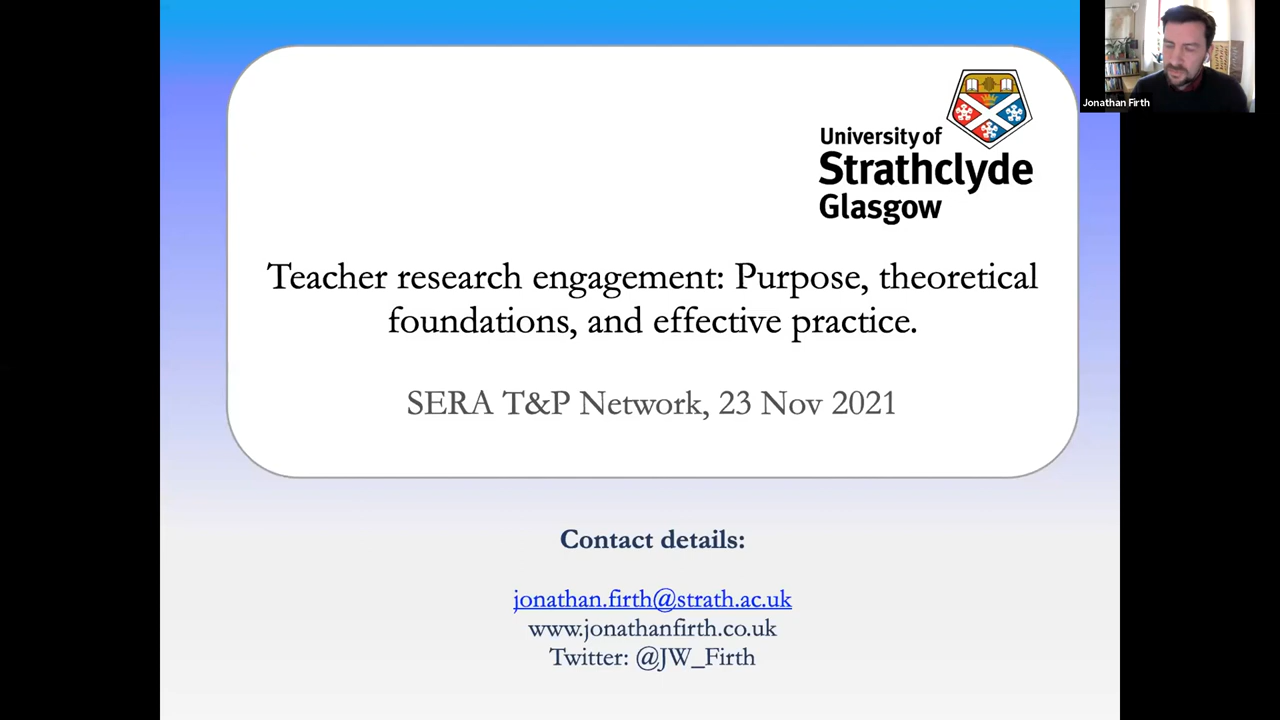 Jonathan Firth
University of
Strathclyde
Glasgow
Teacher research engagement: Purpose, theoretical
foundations, and effective practice.
SERA T&P Network, 23 Nov 2021
Contact details:
jonathan.firth@strath.ac.uk
www.jonathanfirth.co.uk
Twitter: @JW_Firth